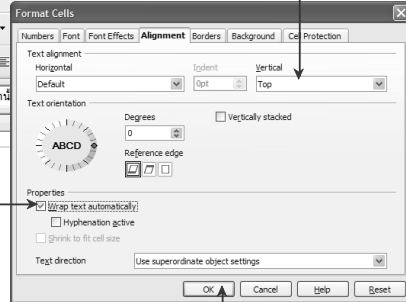 Format Cells
Numbers Font Font Effects Alignment Borders Background Cell Protection
Text alignment
Horizontal Indent Vertical
Default 0pt Top
Text orientation
ABCD
Degrees Vertically stacked
0
Reference edge
Properties
Wrap text automatically
Hyphenation active
Shrink to fit cell size
Text direction Use superordinate object settings
OK Cancel Help Reset